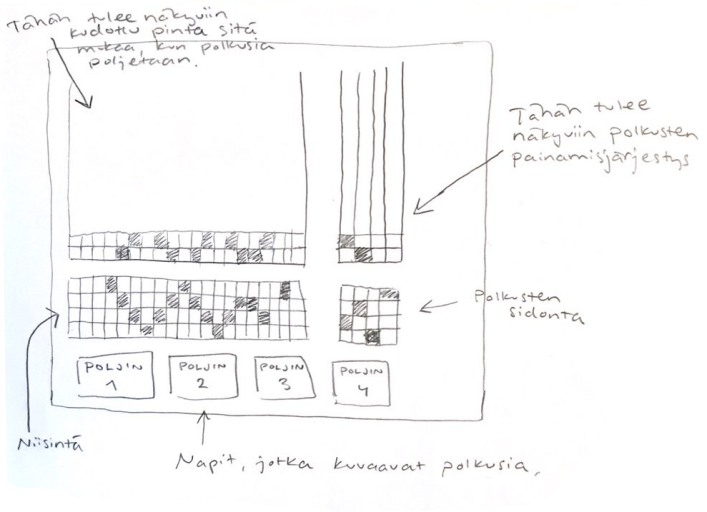 Tähän tulee näkyviin
kudottu pinta sitä
mukaa, kun polkusia
poljetaan.
Tähän tulee
näkyviin polkusten
painamisjärjestys
Polkusten
sidonta
POLJIN
1
POLJIN
2
POLJIN
3
POLJIN
4
Niisintä
Napit, jotka kuvaavat polkusia.